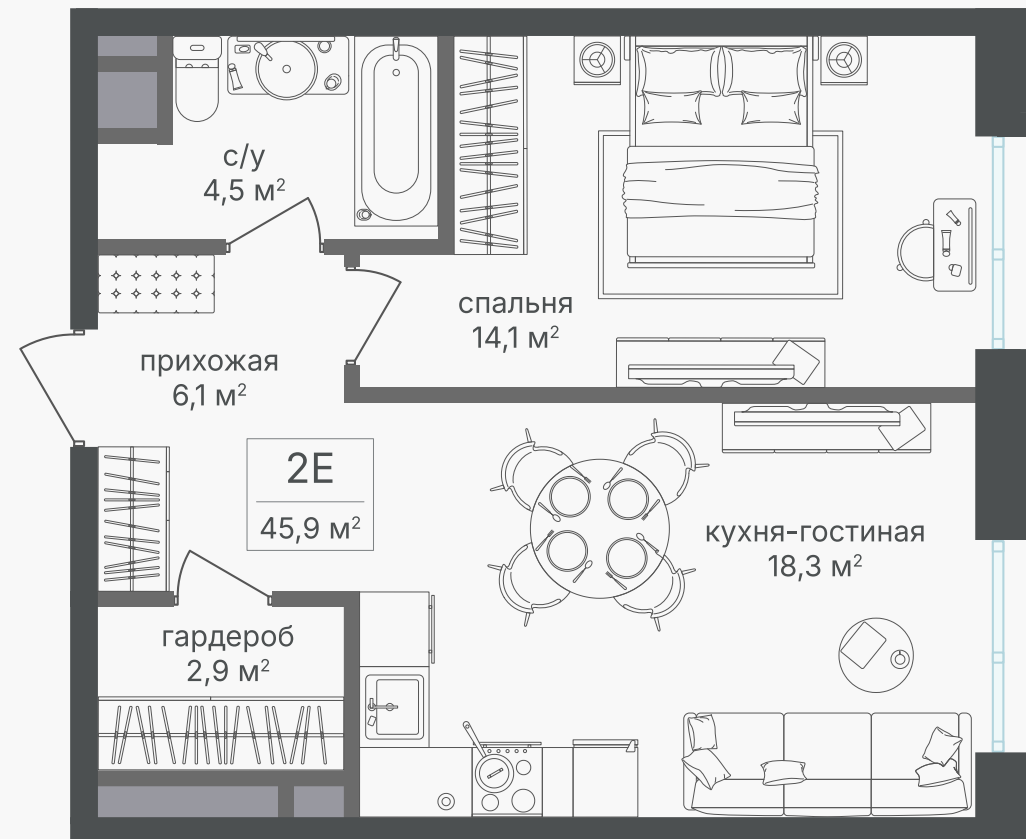 с/у
4,5 м²
спальня
14,1 м²
прихожая
6,1 м²
2Е
45,9 м²
кухня-гостиная
18,3 м²
гардероб
2,9 м²